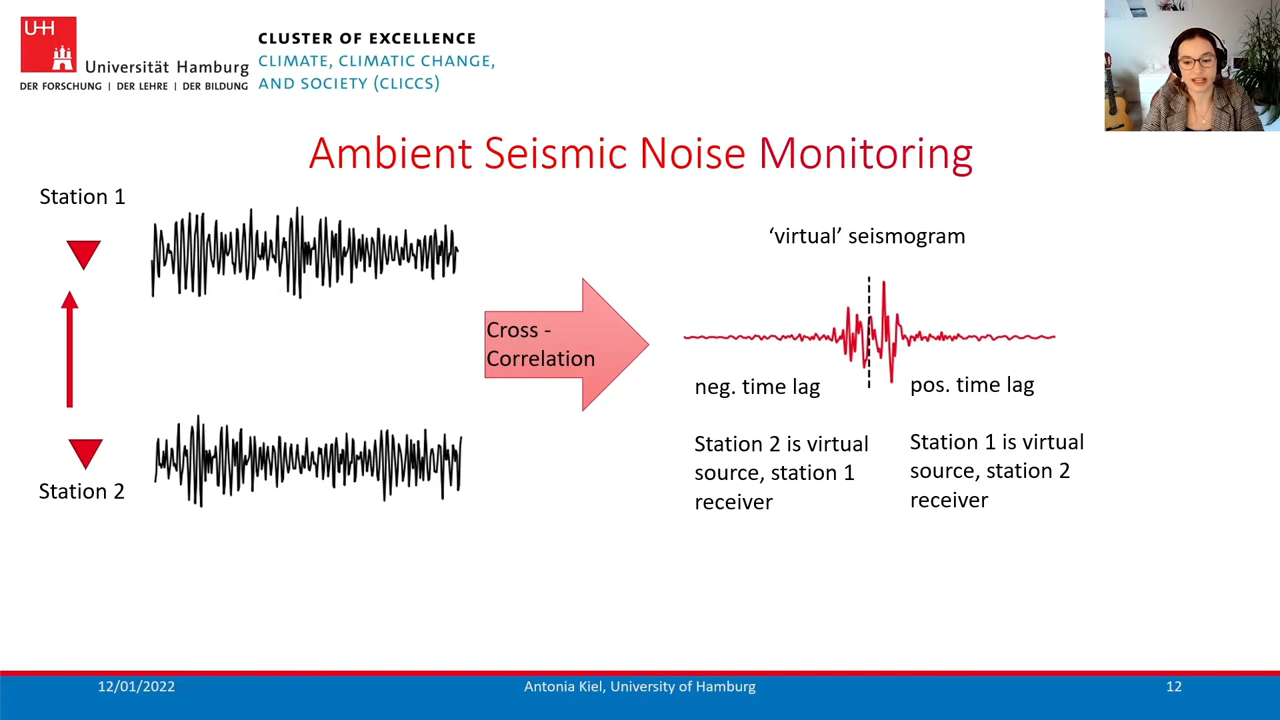 UHH
Universität Hamburg
DER FORSCHUNG | DER LEHRE | DER BILDUNG
CLUSTER OF EXCELLENCE
CLIMATE, CLIMATIC CHANGE,
AND SOCIETY (CLICCS)
Ambient Seismic Noise Monitoring
Station 1
Station 2
Cross -
Correlation
‘virtual’ seismogram
neg. time lag
pos. time lag
Station 2 is virtual
source, station 1
receiver
Station 1 is virtual
source, station 2
receiver
12/01/2022
Antonia Kiel, University of Hamburg
12